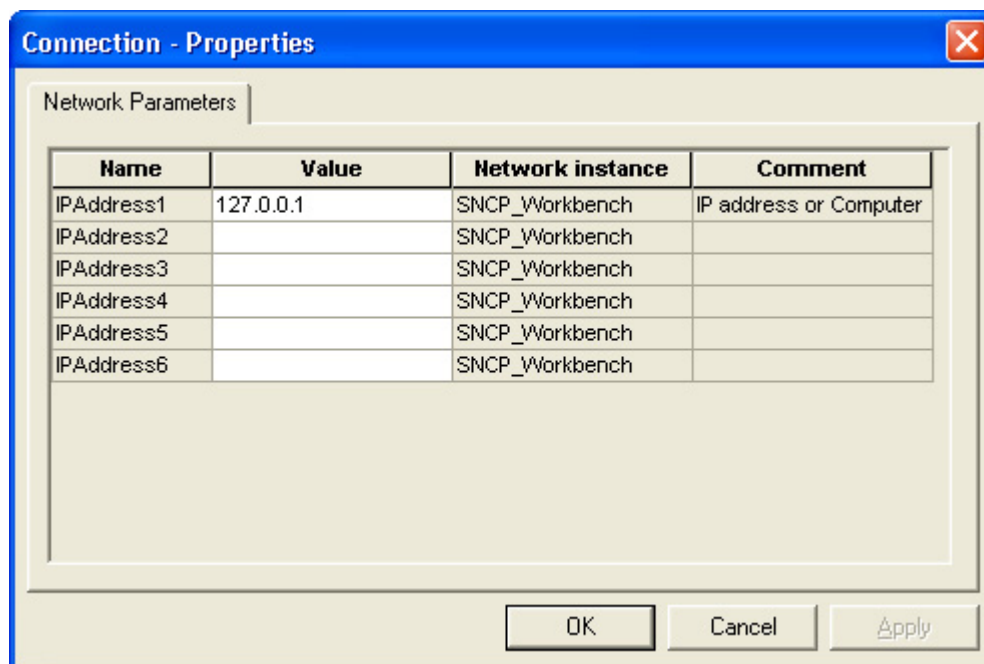 Connection - Properties
Network Parameters
Name Value Network instance Comment
IPAddress1 127.0.0.1 SNCP_Workbench IP address or Computer
IPAddress2 SNCP_Workbench
IPAddress3 SNCP_Workbench
IPAddress4 SNCP_Workbench
IPAddress5 SNCP_Workbench
IPAddress6 SNCP_Workbench
OK Cancel Apply